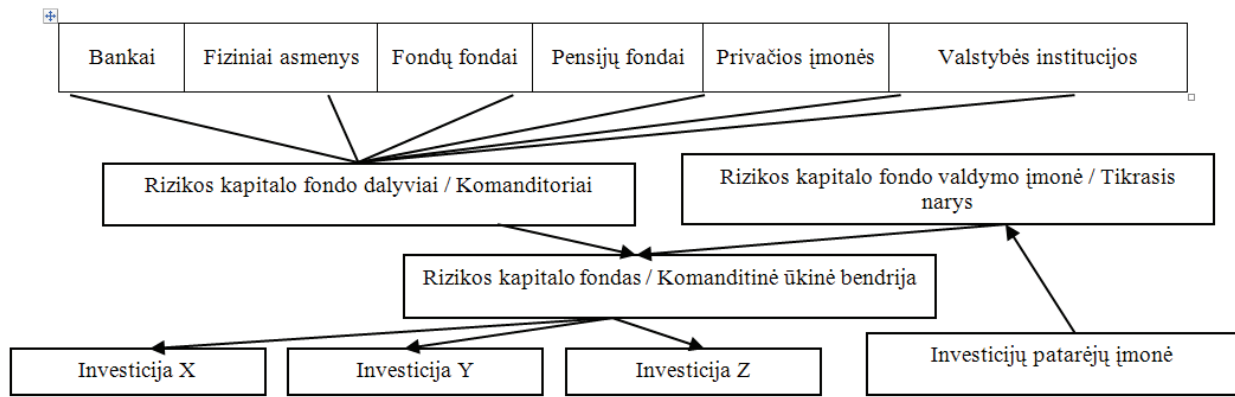 Bankai
Fiziniai asmenys
Fondų fondai
Pensijų fondai
Privačios įmonės
Valstybės institucijos
Rizikos kapitalo fondo dalyviai / Komanditoriai
Rizikos kapitalo fondo valdymo įmonė / Tikrasis
narys
Rizikos kapitalo fondas / Komanditinė ūkinė bendrija
Investicija X
Investicija Y
Investicija Z
Investicijų patarėjų įmonė